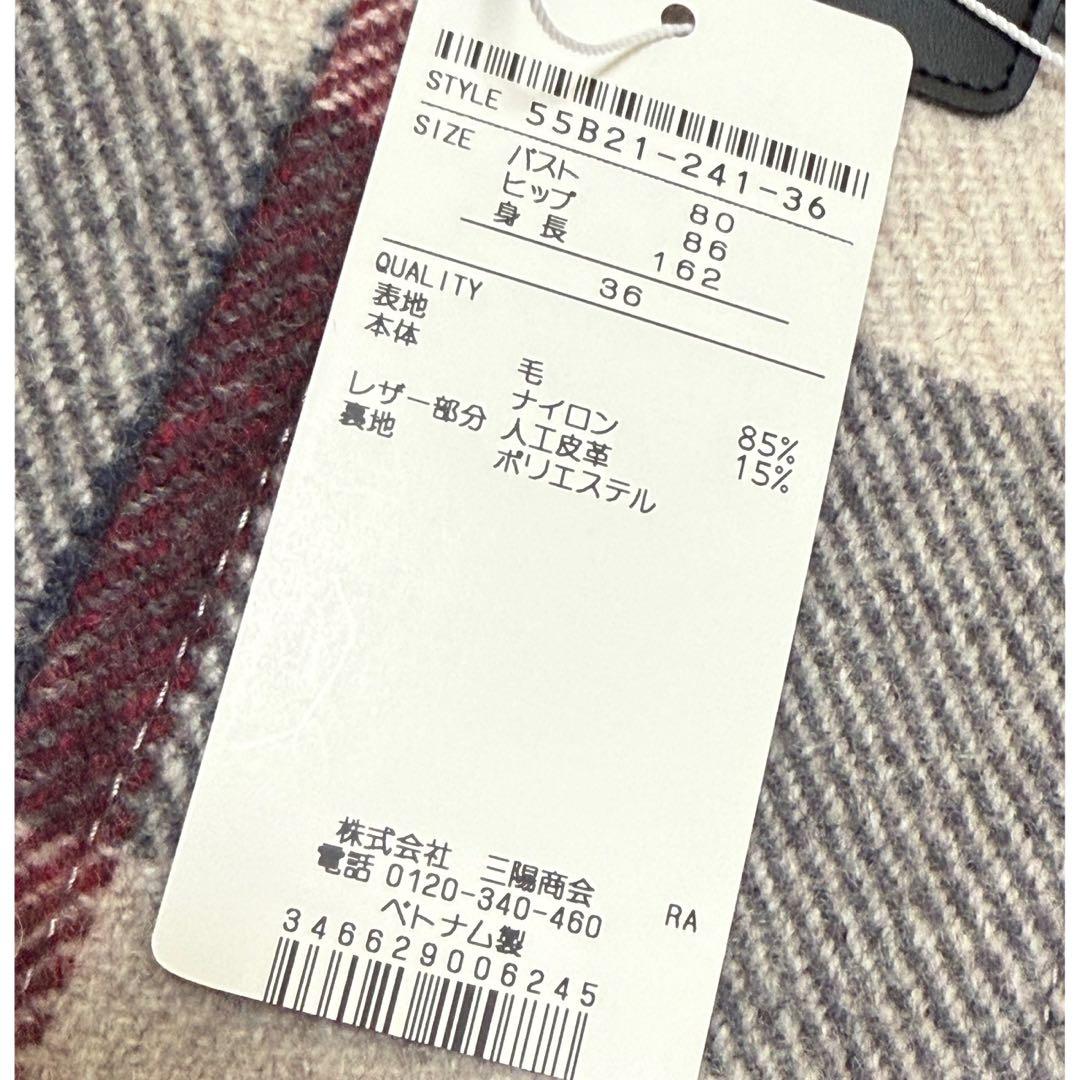 STYLE 55B21-241-36
SIZE バスト 80
ヒップ 86
身長 162
36
QUALITY
表地
本体 毛 85%
ナイロン 15%
レザー部分 人工皮革
裏地 ポリエステル
株式会社 三陽商会
電話 0120-340-460 RA
ベトナム製
346629006245